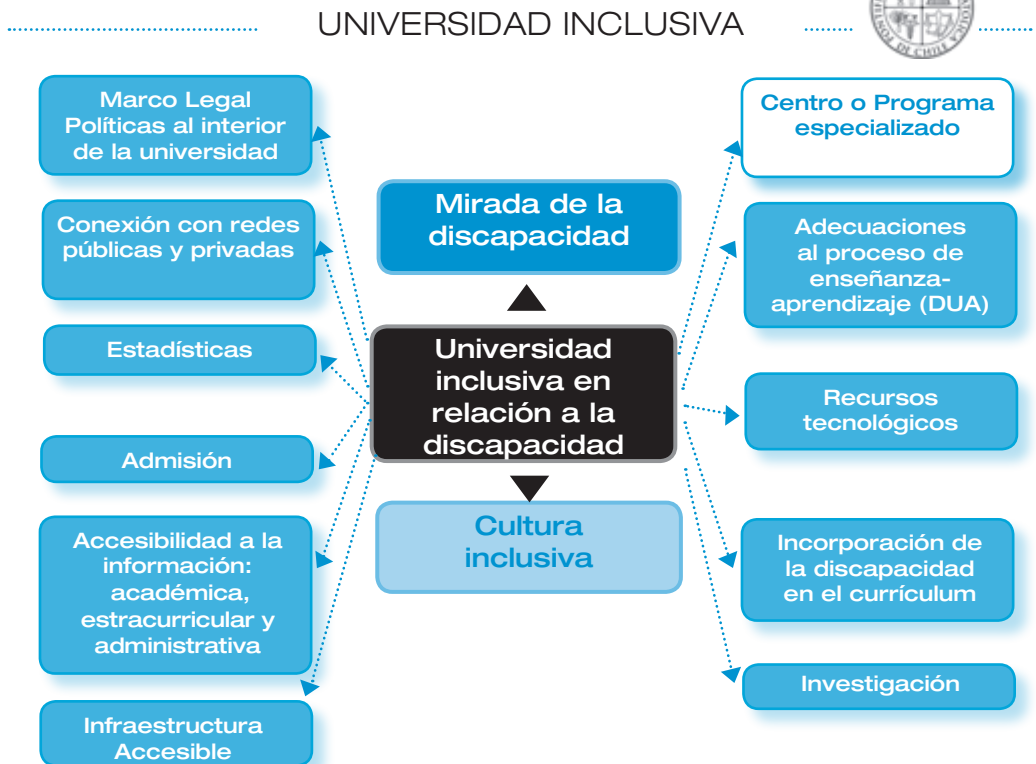 UNIVERSIDAD INCLUSIVA
DE CHILE
Marco Legal
Políticas al interior
de la universidad
Conexión con redes
públicas y privadas
Estadísticas
Admisión
Accesibilidad a la
información:
académica,
estracurricular y
administrativa
Infraestructura
Accesible
Mirada de la
discapacidad
Universidad
inclusiva en
relación a la
discapacidad
Cultura
inclusiva
Centro o Programa
especializado
Adecuaciones
al proceso de
enseñanza-
aprendizaje (DUA)
Recursos
tecnológicos
Incorporación de
la discapacidad
en el currículum
Investigación